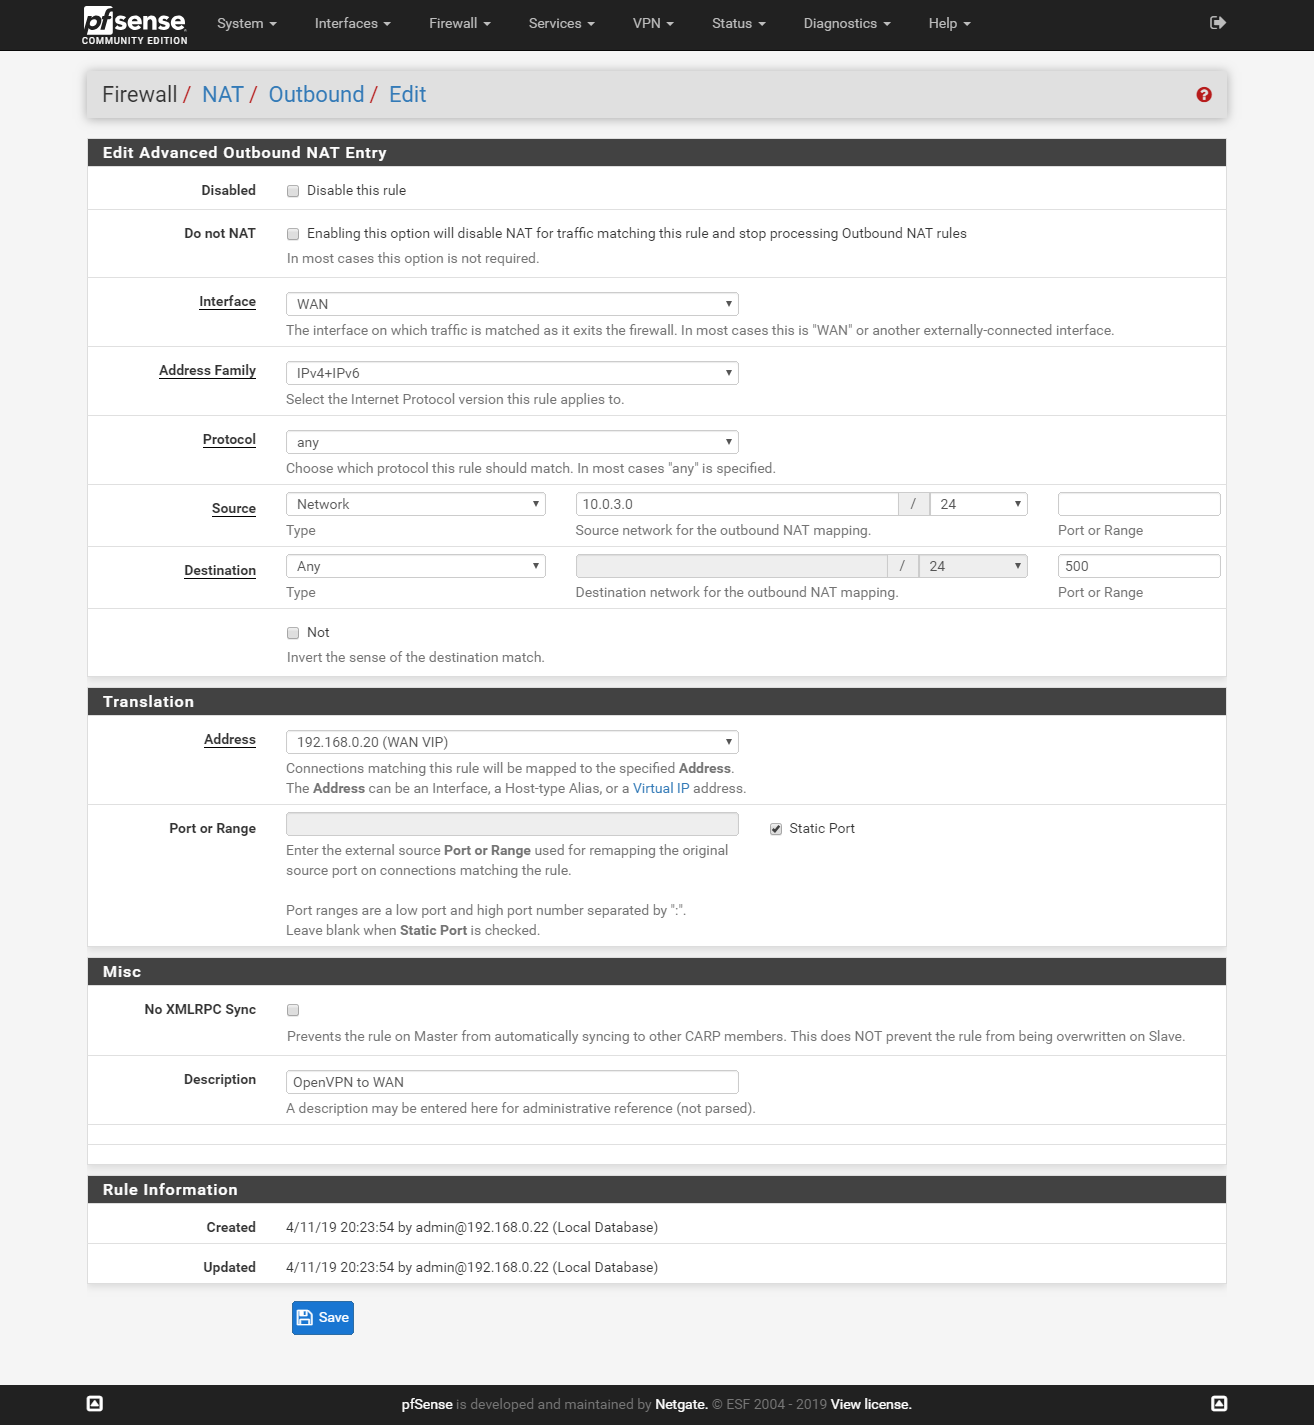 pfsense
COMMUNITY EDITION
System Interfaces Firewall Services VPN Status Diagnostics Help
Firewall / NAT / Outbound / Edit
Edit Advanced Outbound NAT Entry
Disabled Disable this rule
Do not NAT Enabling this option will disable NAT for traffic matching this rule and stop processing Outbound NAT rules
In most cases this option is not required.
Interface WAN
The interface on which traffic is matched as it exits the firewall. In most cases this is "WAN" or another externally-connected interface.
Address Family IPv4+IPv6
Select the Internet Protocol version this rule applies to.
Protocol any
Choose which protocol this rule should match. In most cases "any" is specified.
Source Network 10.0.3.0 / 24
Type Source network for the outbound NAT mapping. Port or Range
Destination Any / 24 500
Type Destination network for the outbound NAT mapping. Port or Range
Not
Invert the sense of the destination match.
Translation
Address 192.168.0.20 (WAN VIP)
Connections matching this rule will be mapped to the specified Address.
The Address can be an Interface, a Host-type Alias, or a Virtual IP address.
Port or Range Static Port
Enter the external source Port or Range used for remapping the original
source port on connections matching the rule.
Port ranges are a low port and high port number separated by ":".
Leave blank when Static Port is checked.
Misc
No XMLRPC Sync
Prevents the rule on Master from automatically syncing to other CARP members. This does NOT prevent the rule from being overwritten on Slave.
Description OpenVPN to WAN
A description may be entered here for administrative reference (not parsed).
Rule Information
Created 4/11/19 20:23:54 by admin@192.168.0.22 (Local Database)
Updated 4/11/19 20:23:54 by admin@192.168.0.22 (Local Database)
Save
pfSense is developed and maintained by Netgate. © ESF 2004 - 2019 View license.